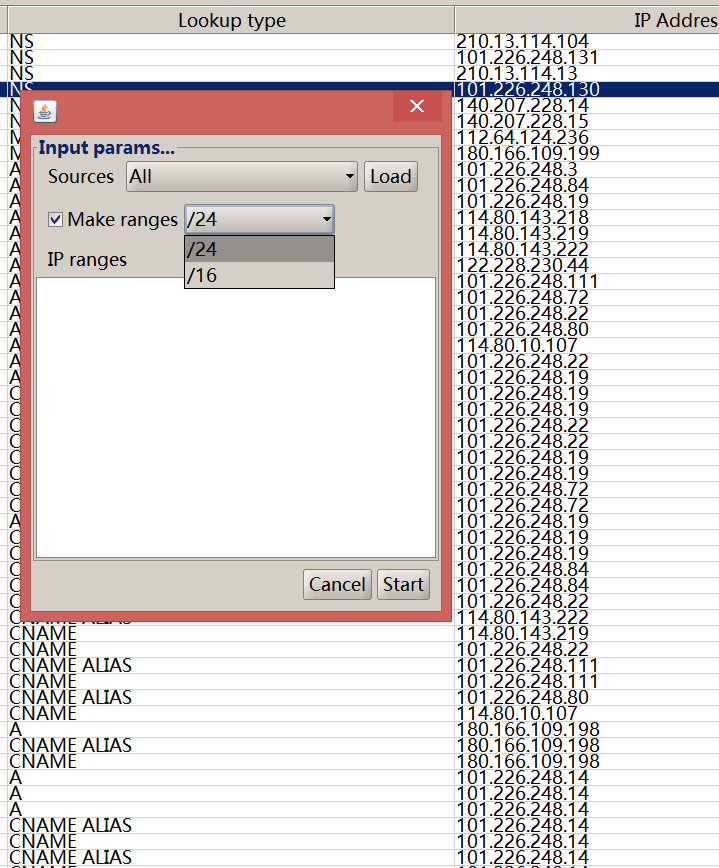 Lookup type IP Addres
NS 210.13.114.104
NS 101.226.248.131
NS 210.13.114.13
NS 101.226.248.130
N 140.207.228.14
N 140.207.228.15
M 112.64.124.236
M 180.166.109.199
A 101.226.248.3
A 101.226.248.84
A 101.226.248.19
A 114.80.143.218
A 114.80.143.219
A 114.80.143.222
A 122.228.230.44
A 101.226.248.111
A 101.226.248.72
A 101.226.248.22
A 101.226.248.80
A 114.80.10.107
A 101.226.248.22
A 101.226.248.19
C 101.226.248.19
C 101.226.248.19
C 101.226.248.22
C 101.226.248.22
C 101.226.248.19
C 101.226.248.19
C 101.226.248.72
C 101.226.248.72
A 101.226.248.19
C 101.226.248.19
C 101.226.248.19
C 101.226.248.84
C 101.226.248.84
C 101.226.248.22
CNAME ALIAS 114.80.143.222
CNAME 114.80.143.219
CNAME 101.226.248.22
CNAME ALIAS 101.226.248.111
CNAME 101.226.248.111
CNAME ALIAS 101.226.248.80
CNAME 114.80.10.107
A 180.166.109.198
CNAME ALIAS 180.166.109.198
CNAME 180.166.109.198
A 101.226.248.14
A 101.226.248.14
A 101.226.248.14
CNAME ALIAS 101.226.248.14
CNAME 101.226.248.14
CNAME ALIAS 101.226.248.14
Input params...
Sources All Load
Make ranges /24
/24
IP ranges
/16
Cancel Start